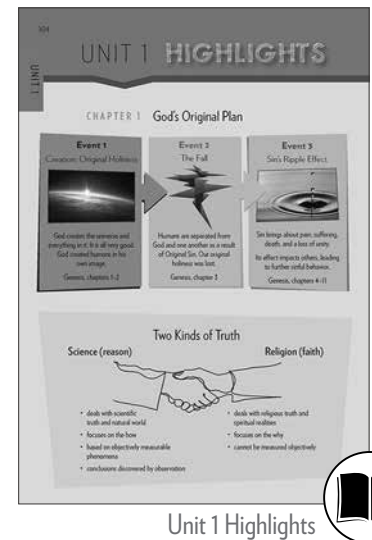 104
UNIT 1 HIGHLIGHTS
UNIT 1
CHAPTER 1 God's Original Plan
Event 1
Creation: Original Holiness
God creates the universe and
everything in it. It is all very good.
God created humans in his
own image.
Genesis, chapters 1–2
Event 2
The Fall
Humans are separated from
God and one another as a result
of Original Sin. Our original
holiness was lost.
Genesis, chapter 3
Event 3
Sin's Ripple Effect
Sin brings about pain, suffering,
death, and a loss of unity.
Its effect impacts others, leading
to further sinful behavior.
Genesis, chapters 4–11
Two Kinds of Truth
Science (reason)
• deals with scientific
truth and natural world
• focuses on the how
• based on objectively measurable
phenomena
• conclusions discovered by observation
Religion (faith)
• deals with religious truth and
spiritual realities
• focuses on the why
• cannot be measured objectively
Unit 1 Highlights